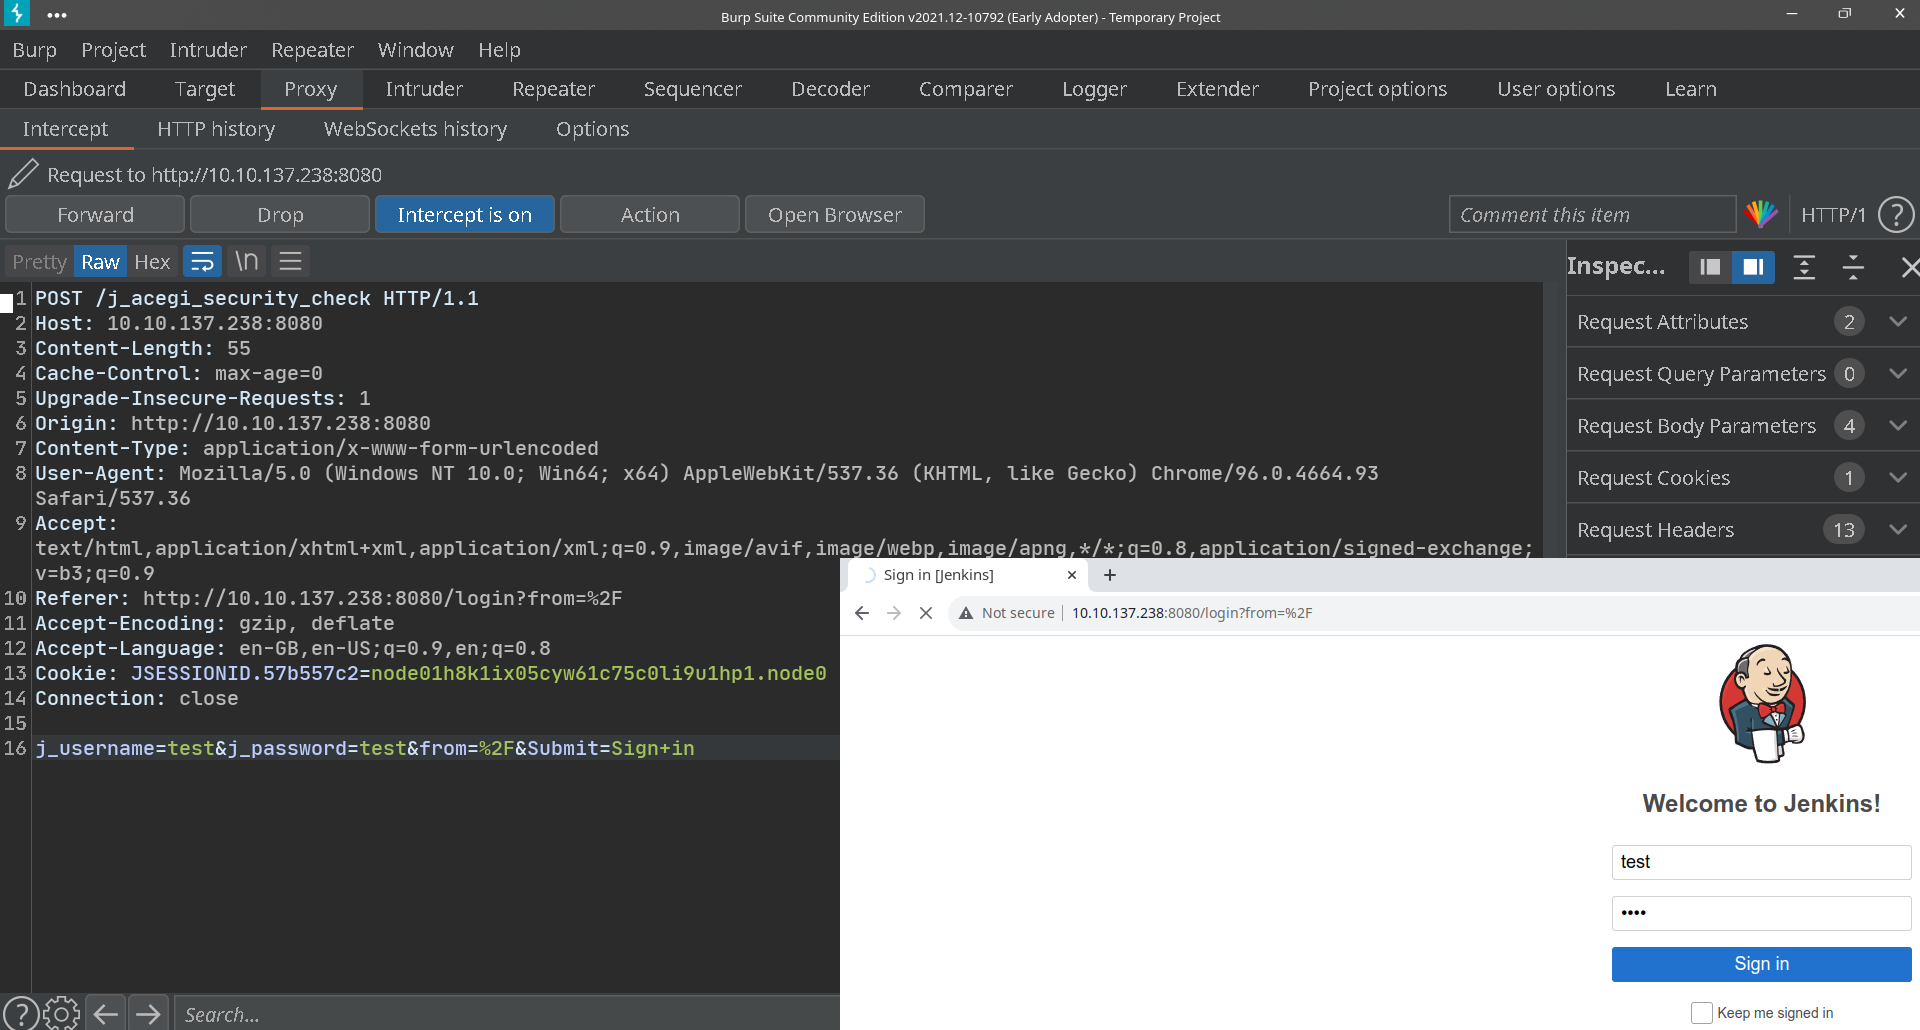 Burp Suite Community Edition v2021.12-10792 (Early Adopter) - Temporary Project
Burp Project Intruder Repeater Window Help
Dashboard Target Proxy Intruder Repeater Sequencer Decoder Comparer Logger Extender Project options User options Learn
Intercept HTTP history WebSockets history Options
Request to http://10.10.137.238:8080
Forward Drop Intercept is on Action Open Browser Comment this item HTTP/1 ?
Pretty Raw Hex \n
Inspec...
1 POST /j_acegi_security_check HTTP/1.1
2 Host: 10.10.137.238:8080
3 Content-Length: 55
4 Cache-Control: max-age=0
5 Upgrade-Insecure-Requests: 1
6 Origin: http://10.10.137.238:8080
7 Content-Type: application/x-www-form-urlencoded
8 User-Agent: Mozilla/5.0 (Windows NT 10.0; Win64; x64) AppleWebKit/537.36 (KHTML, like Gecko) Chrome/96.0.4664.93
Safari/537.36
9 Accept:
text/html,application/xhtml+xml,application/xml;q=0.9,image/avif,image/webp,image/apng,*/*;q=0.8,application/signed-exchange;
v=b3;q=0.9
10 Referer: http://10.10.137.238:8080/login?from=%2F
11 Accept-Encoding: gzip, deflate
12 Accept-Language: en-GB,en-US;q=0.9,en;q=0.8
13 Cookie: JSESSIONID.57b557c2=node01h8k1ix05cyw61c75c0li9u1hp1.node0
14 Connection: close
15
16 j_username=test&j_password=test&from=%2F&Submit=Sign+in
Request Attributes 2
Request Query Parameters 0
Request Body Parameters 4
Request Cookies 1
Request Headers 13
Sign in [Jenkins]
Not secure 10.10.137.238:8080/login?from=%2F
Welcome to Jenkins!
test
••••
Sign in
Keep me signed in
? Search...